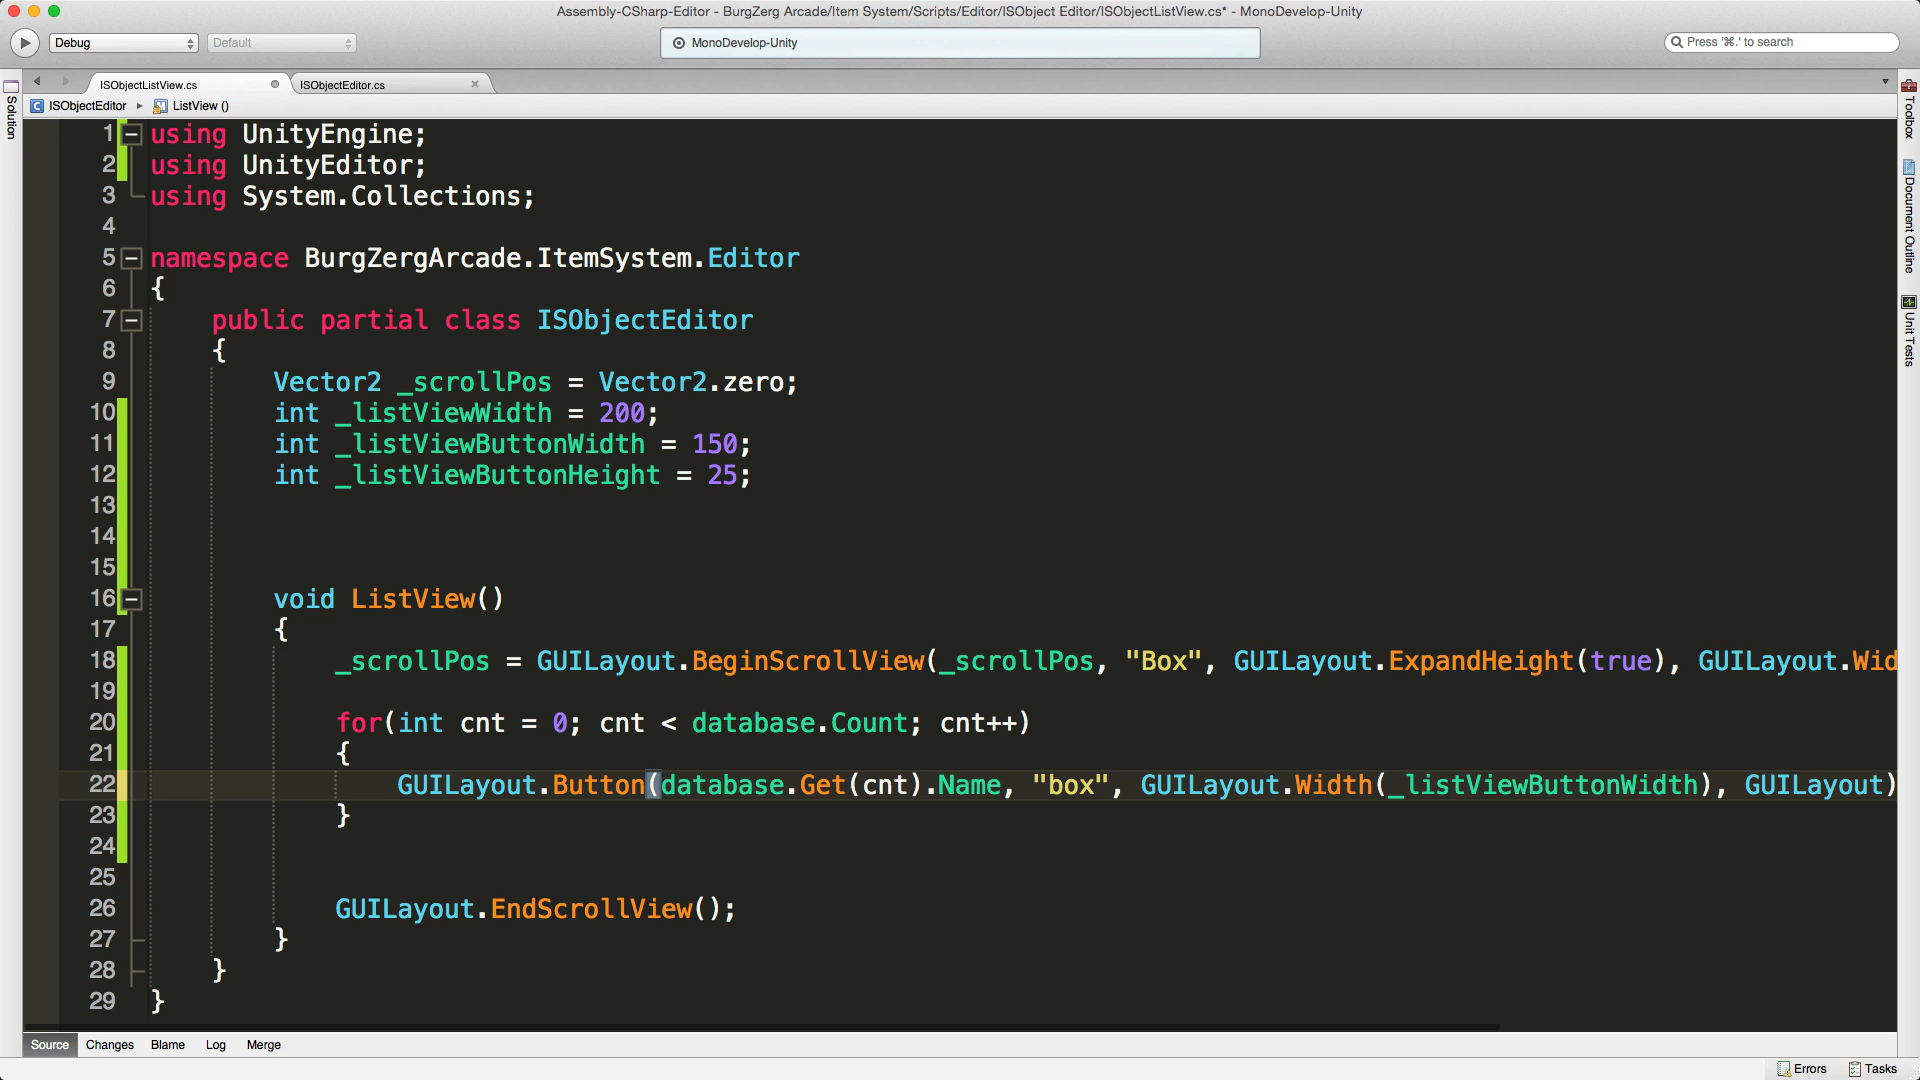 Assembly-CSharp-Editor - BurgZerg Arcade/Item System/Scripts/Editor/ISObject Editor/ISObjectListView.cs* - MonoDevelop-Unity
Debug
Default
MonoDevelop-Unity
Press '⌘.' to search
ISObjectListView.cs
ISObjectEditor.cs
ISObjectEditor
ListView ()
Solution
Toolbox
Document Outline
Unit Tests
1 using UnityEngine;
2 using UnityEditor;
3 using System.Collections;
4
5 namespace BurgZergArcade.ItemSystem.Editor
6 {
7 public partial class ISObjectEditor
8 {
9 Vector2 _scrollPos = Vector2.zero;
10 int _listViewWidth = 200;
11 int _listViewButtonWidth = 150;
12 int _listViewButtonHeight = 25;
13
14
15
16 void ListView()
17 {
18 _scrollPos = GUILayout.BeginScrollView(_scrollPos, "Box", GUILayout.ExpandHeight(true), GUILayout.Wid
19
20 for(int cnt = 0; cnt < database.Count; cnt++)
21 {
22 GUILayout.Button(database.Get(cnt).Name, "box", GUILayout.Width(_listViewButtonWidth), GUILayout)
23 }
24
25
26 GUILayout.EndScrollView();
27 }
28 }
29 }
Source
Changes
Blame
Log
Merge
Errors
Tasks